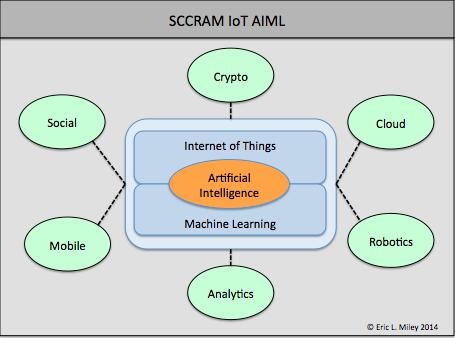 SCCRAM IoT AIML
Crypto
Social
Cloud
Internet of Things
Artificial
Intelligence
Machine Learning
Mobile
Robotics
Analytics
© Eric L. Miley 2014